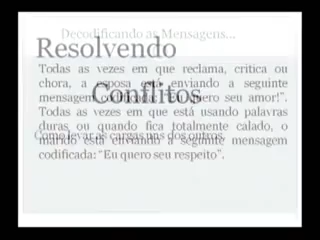 Decodificando as Mensagens...
Resolvendo
Conflitos
Todas as vezes em que reclama, critica ou
chora, a esposa está enviando a seguinte
mensagem codificada: "Eu quero seu amor!".
Todas as vezes em que está usando palavras
duras ou quando fica totalmente calado, o
marido está enviando a seguinte mensagem
codificada: "Eu quero seu respeito".
Como levar as cargas uns dos outros